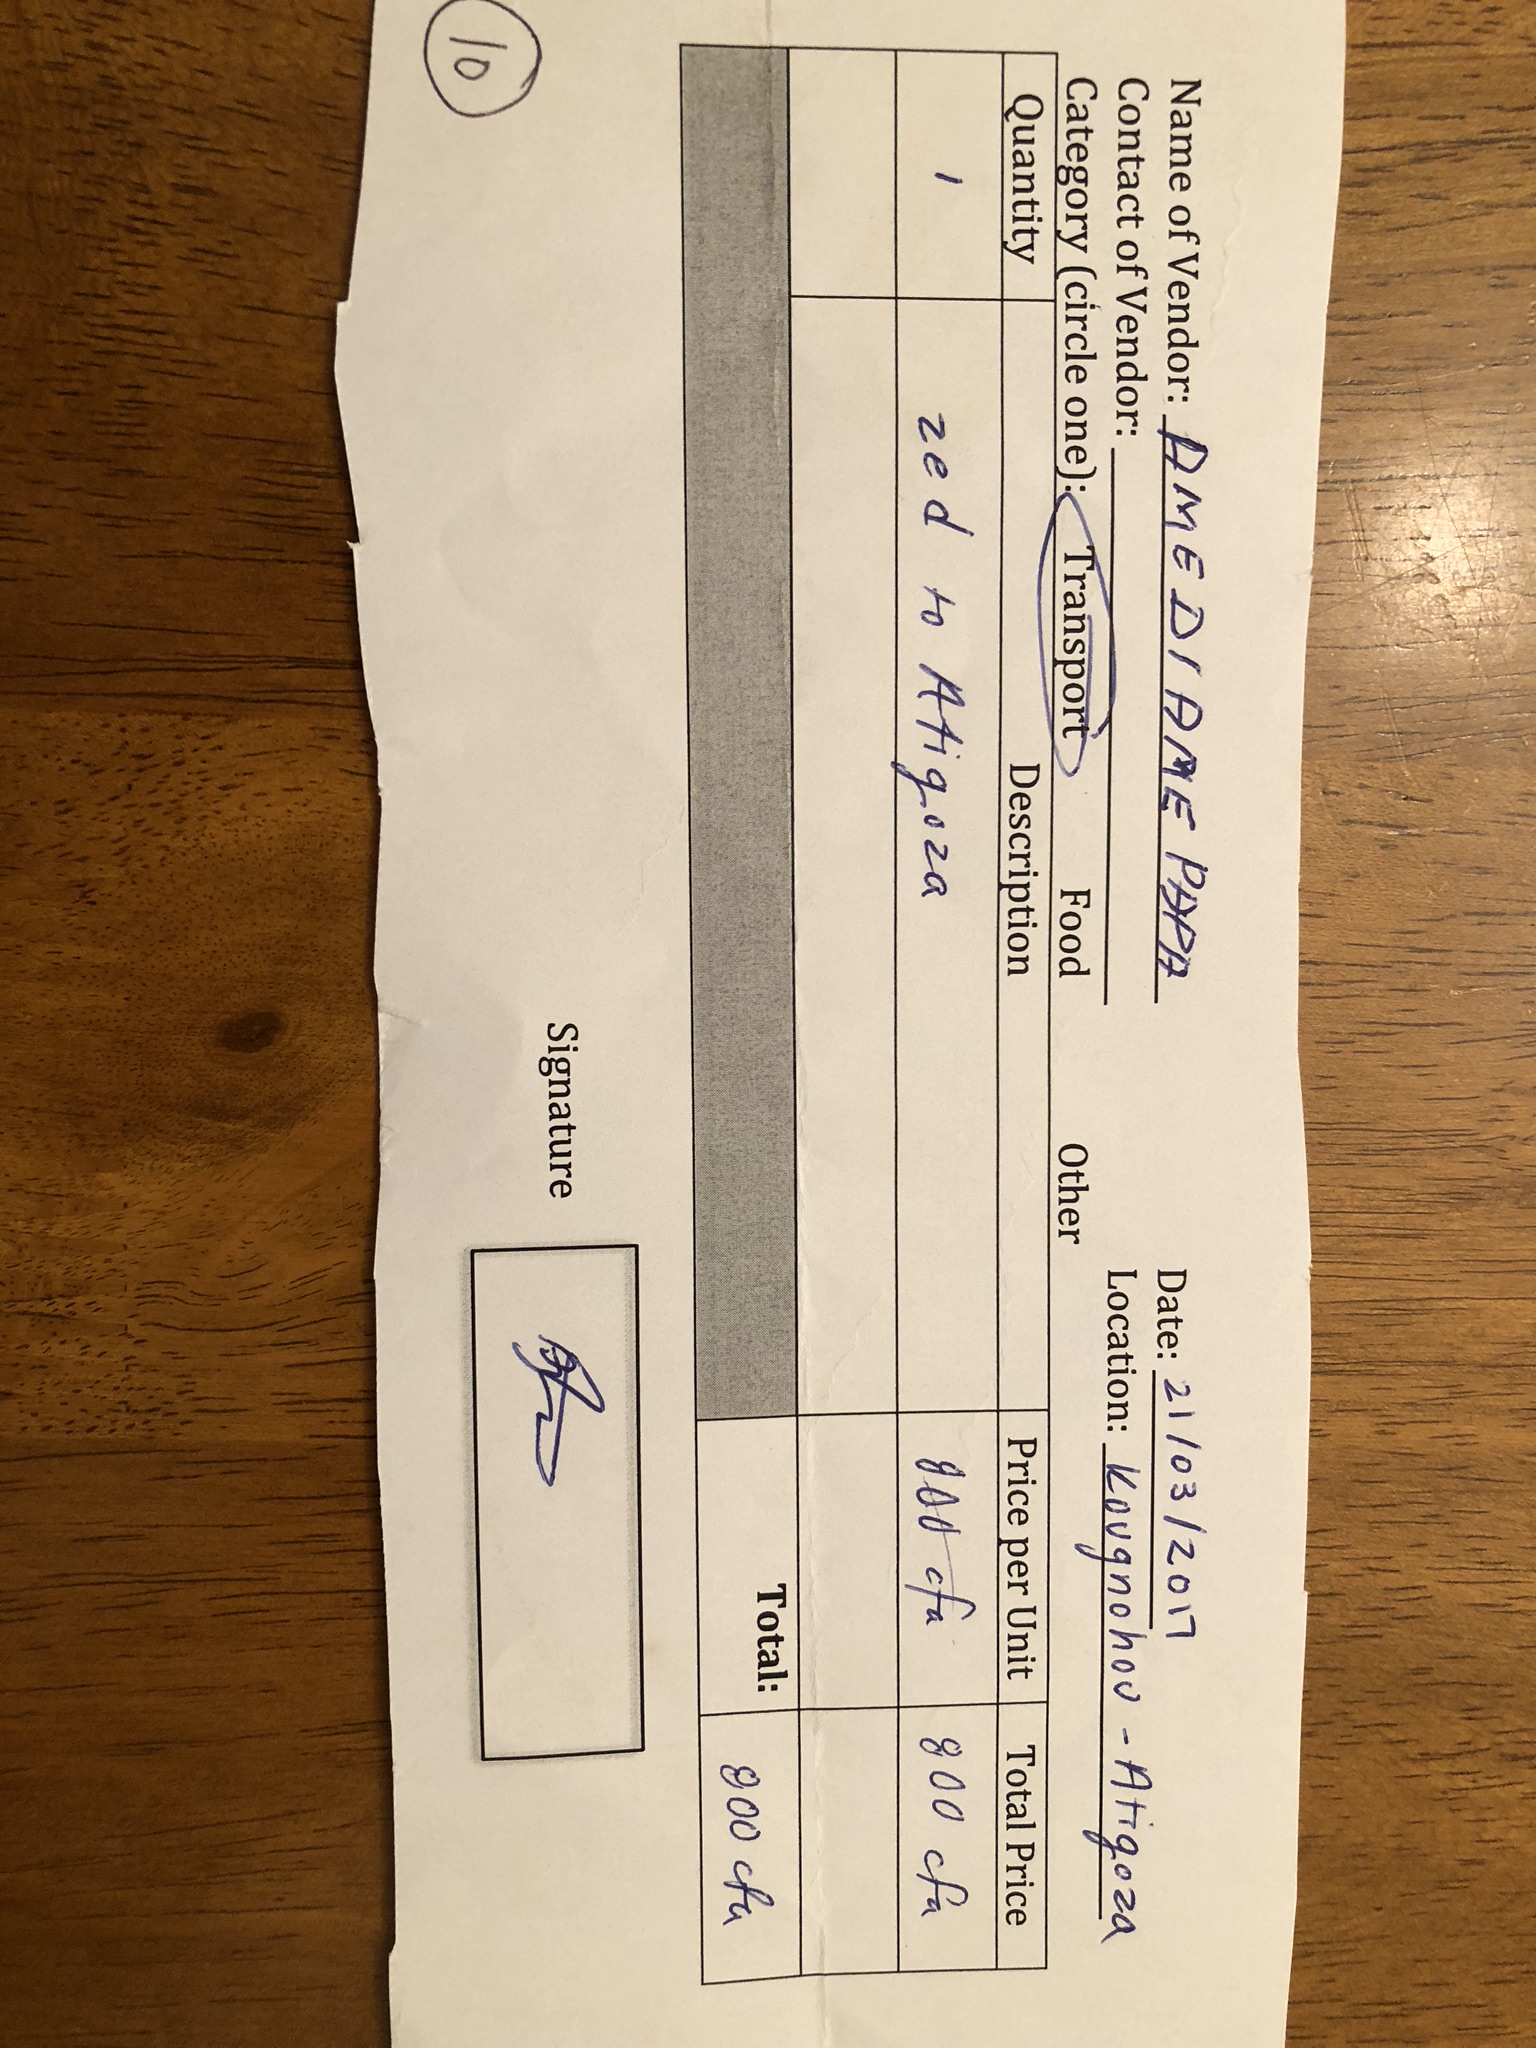 Name of Vendor: AMEDIAME PAPA Date: 21/03/2017
Contact of Vendor: Location: Kougnohou - Atigoza
Category (circle one): Transport Food Other
Quantity Description Price per Unit Total Price
1 zed to Atigoza 800 cfa 800 cfa
Total: 800 cfa
Signature
10